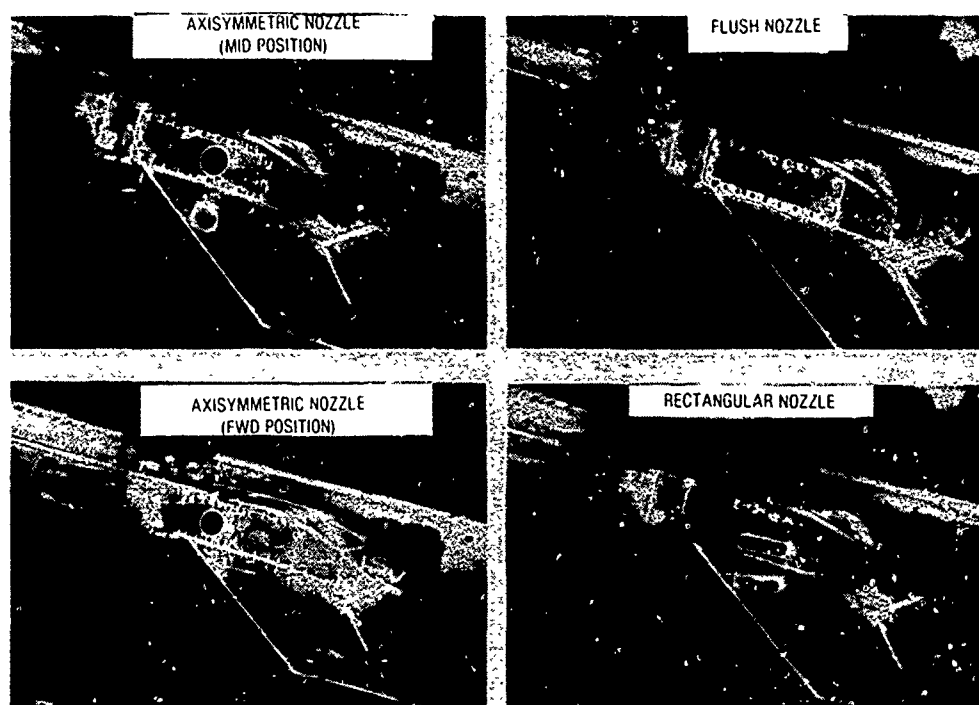 AXISYMMETRIC NOZZLE
(MID POSITION)
FLUSH NOZZLE
AXISYMMETRIC NOZZLE
(FWD POSITION)
RECTANGULAR NOZZLE